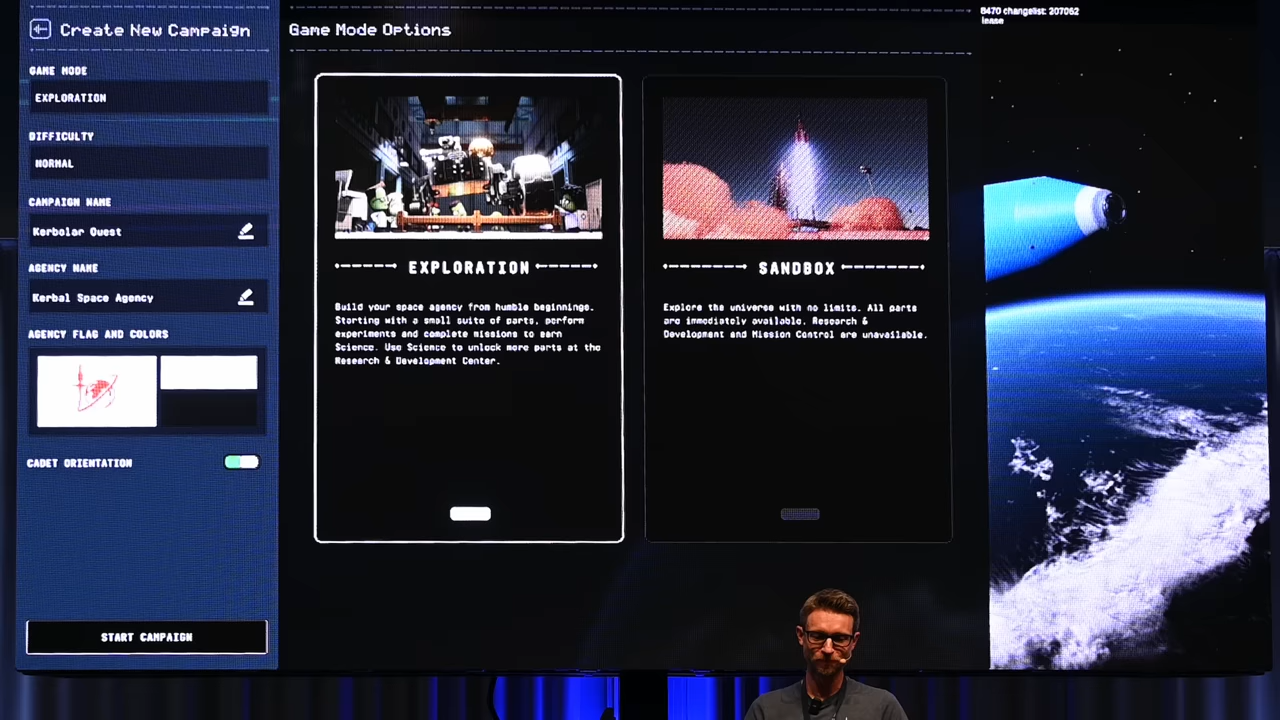 Create New Campaign
GAME MODE
EXPLORATION
DIFFICULTY
NORMAL
CAMPAIGN NAME
Kerbolar Quest
AGENCY NAME
Kerbal Space Agency
AGENCY FLAG AND COLORS
CADET ORIENTATION
START CAMPAIGN
Game Mode Options
EXPLORATION
Build your space agency from humble beginnings.
Starting with a small suite of parts, perform
experiments and complete missions to earn
Science. Use Science to unlock more parts at the
Research & Development Center.
SANDBOX
Explore the universe with no limits. All parts
are immediately available. Research &
Development and Mission Control are unavailable.
8470 changelist: 207062
lease